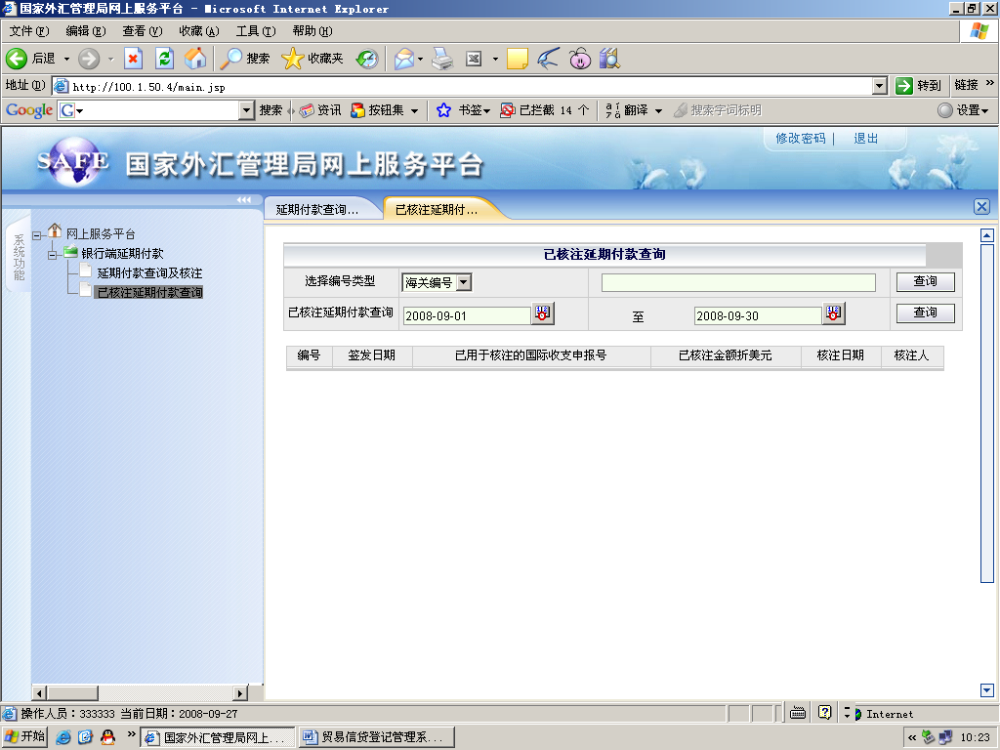 国家外汇管理局网上服务平台 - Microsoft Internet Explorer
文件(F) 编辑(E) 查看(V) 收藏(A) 工具(T) 帮助(H)
后退 搜索 收藏夹
地址(D) http://100.1.50.4/main.jsp 转到 链接 »
Google G 搜索 资讯 按钮集 书签 已拦截 14 个 翻译 搜索字词标明 设置
修改密码 | 退出
SAFE 国家外汇管理局网上服务平台
延期付款查询... 已核注延期付...
系统功能
网上服务平台
银行端延期付款
延期付款查询及核注
已核注延期付款查询
已核注延期付款查询
选择编号类型 海关编号 查询
已核注延期付款查询 2008-09-01 至 2008-09-30 查询
编号 签发日期 已用于核注的国际收支申报号 已核注金额折美元 核注日期 核注人
操作人员：333333 当前日期：2008-09-27 Internet
开始 » 国家外汇管理局网上... 贸易信贷登记管理系... « 10:23